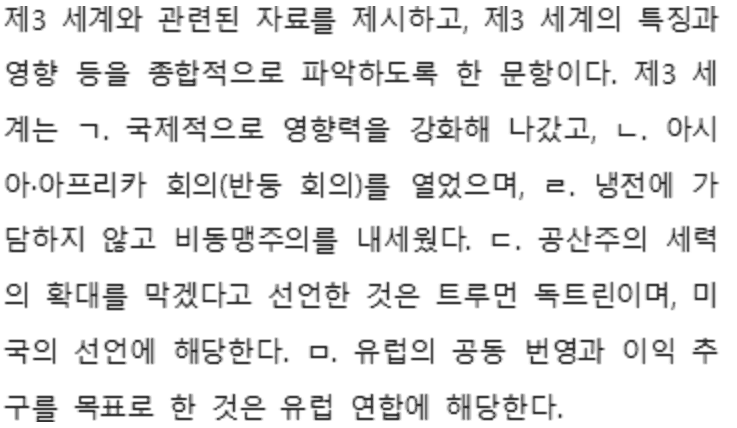 제3 세계와 관련된 자료를 제시하고, 제3 세계의 특징과
영향 등을 종합적으로 파악하도록 한 문항이다. 제3 세
계는 ㄱ. 국제적으로 영향력을 강화해 나갔고, ㄴ. 아시
아·아프리카 회의(반둥 회의)를 열었으며, ㄹ. 냉전에 가
담하지 않고 비동맹주의를 내세웠다. ㄷ. 공산주의 세력
의 확대를 막겠다고 선언한 것은 트루먼 독트린이며, 미
국의 선언에 해당한다. ㅁ. 유럽의 공동 번영과 이익 추
구를 목표로 한 것은 유럽 연합에 해당한다.